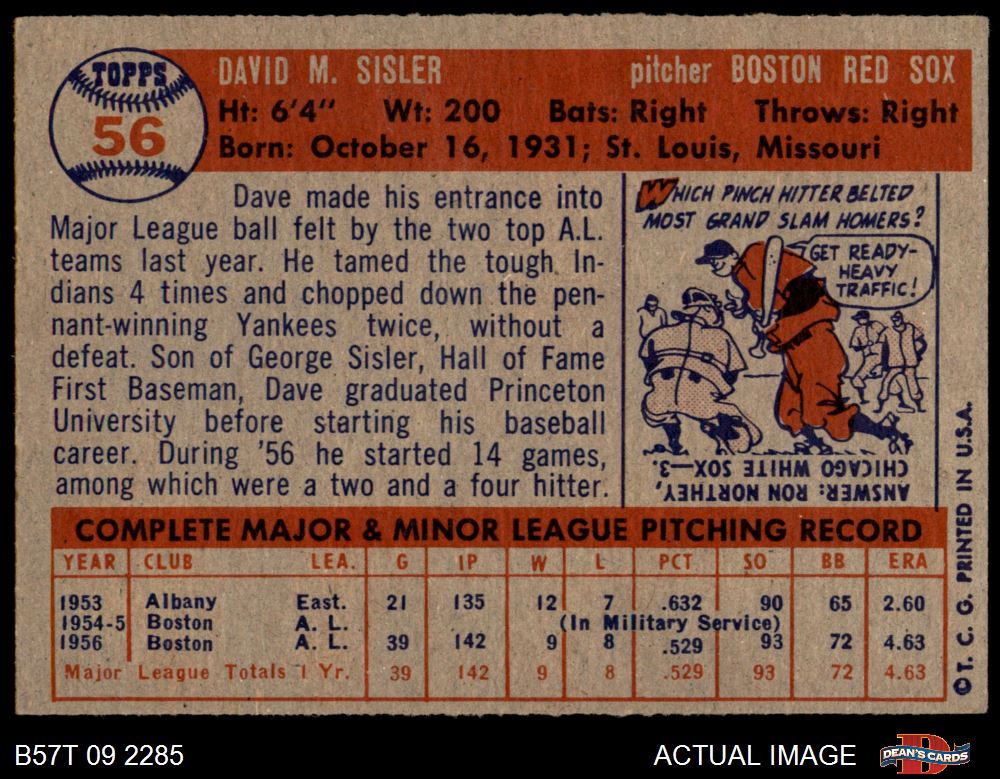 TOPPS
56
DAVID M. SISLER pitcher BOSTON RED SOX
Ht: 6'4" Wt: 200 Bats: Right Throws: Right
Born: October 16, 1931; St. Louis, Missouri
Dave made his entrance into
Major League ball felt by the two top A.L.
teams last year. He tamed the tough In-
dians 4 times and chopped down the pen-
nant-winning Yankees twice, without a
defeat. Son of George Sisler, Hall of Fame
First Baseman, Dave graduated Princeton
University before starting his baseball
career. During '56 he started 14 games,
among which were a two and a four hitter.
WHICH PINCH HITTER BELTED
MOST GRAND SLAM HOMERS?
GET READY-
HEAVY
TRAFFIC!
ANSWER: RON NORTHEY,
CHICAGO WHITE SOX—3.
COMPLETE MAJOR & MINOR LEAGUE PITCHING RECORD
YEAR CLUB LEA. G IP W L PCT SO BB ERA
1953 Albany East. 21 135 12 7 .632 90 65 2.60
1954-5 Boston A. L. (In Military Service)
1956 Boston A. L. 39 142 9 8 .529 93 72 4.63
Major League Totals 1 Yr. 39 142 9 8 .529 93 72 4.63
© T. C. G. PRINTED IN U.S.A.
B57T 09 2285 ACTUAL IMAGE DEAN'S CARDS